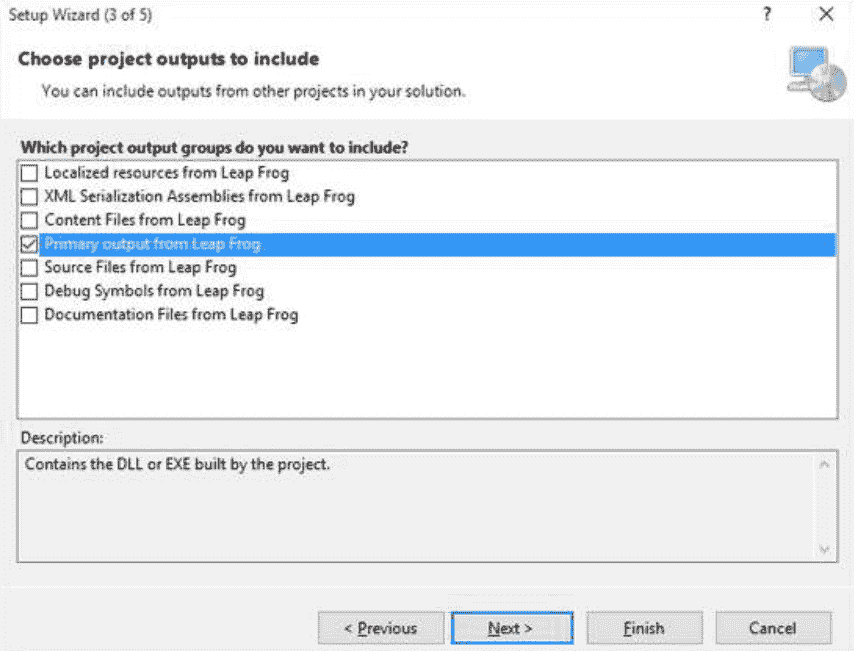 Setup Wizard (3 of 5)
?
Choose project outputs to include
You can include outputs from other projects in your solution.
Which project output groups do you want to include?
Localized resources from Leap Frog
XML Serialization Assemblies from Leap Frog
Content Files from Leap Frog
Primary output from Leap Frog
Source Files from Leap Frog
Debug Symbols from Leap Frog
Documentation Files from Leap Frog
Description:
Contains the DLL or EXE built by the project.
< Previous
Next >
Finish
Cancel